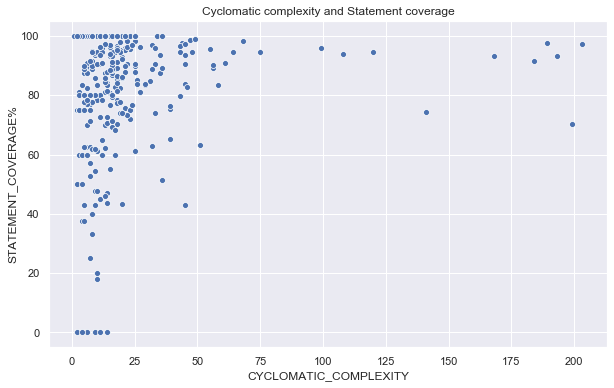 Cyclomatic complexity and Statement coverage
100
80
60
40
20
0
STATEMENT_COVERAGE%
0 25 50 75 100 125 150 175 200
CYCLOMATIC_COMPLEXITY